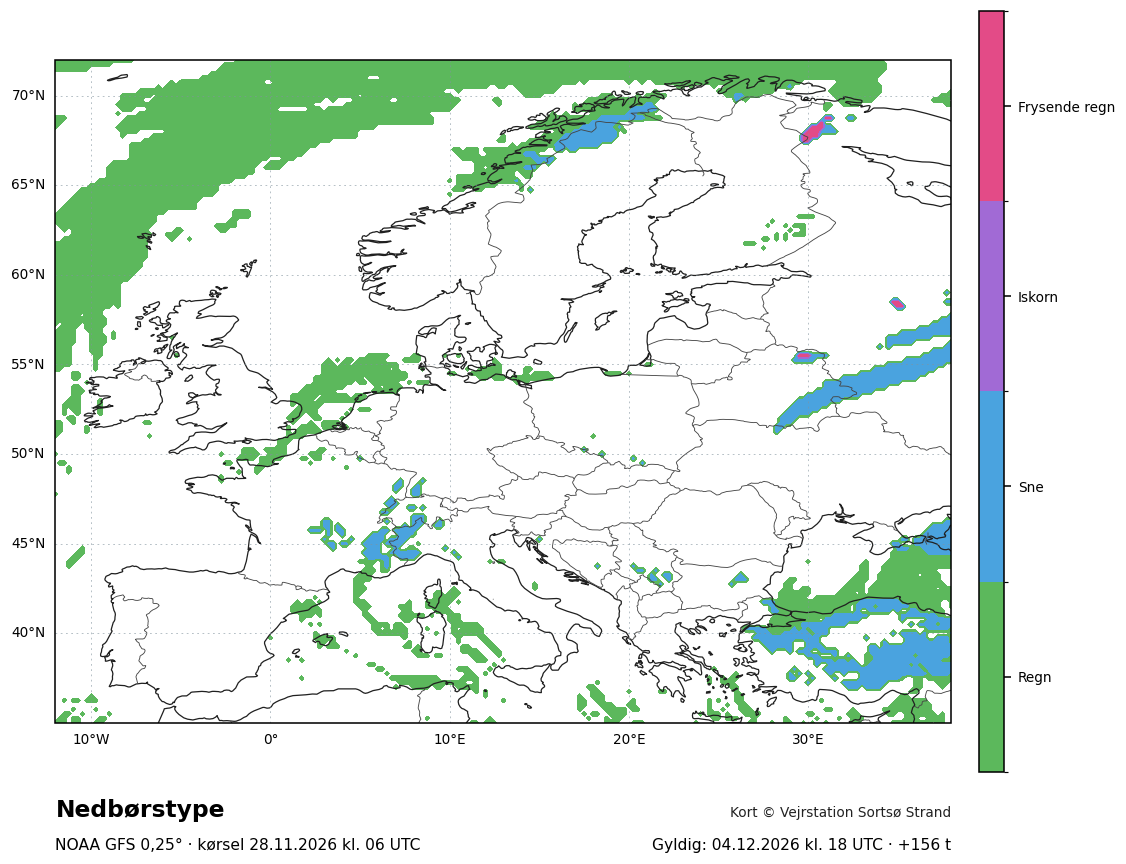 70°N
65°N
60°N
55°N
50°N
45°N
40°N
10°W
0°
10°E
20°E
30°E
Frysende regn
Iskorn
Sne
Regn
Nedbørstype
Kort © Vejrstation Sortsø Strand
NOAA GFS 0,25° · kørsel 28.11.2026 kl. 06 UTC
Gyldig: 04.12.2026 kl. 18 UTC · +156 t